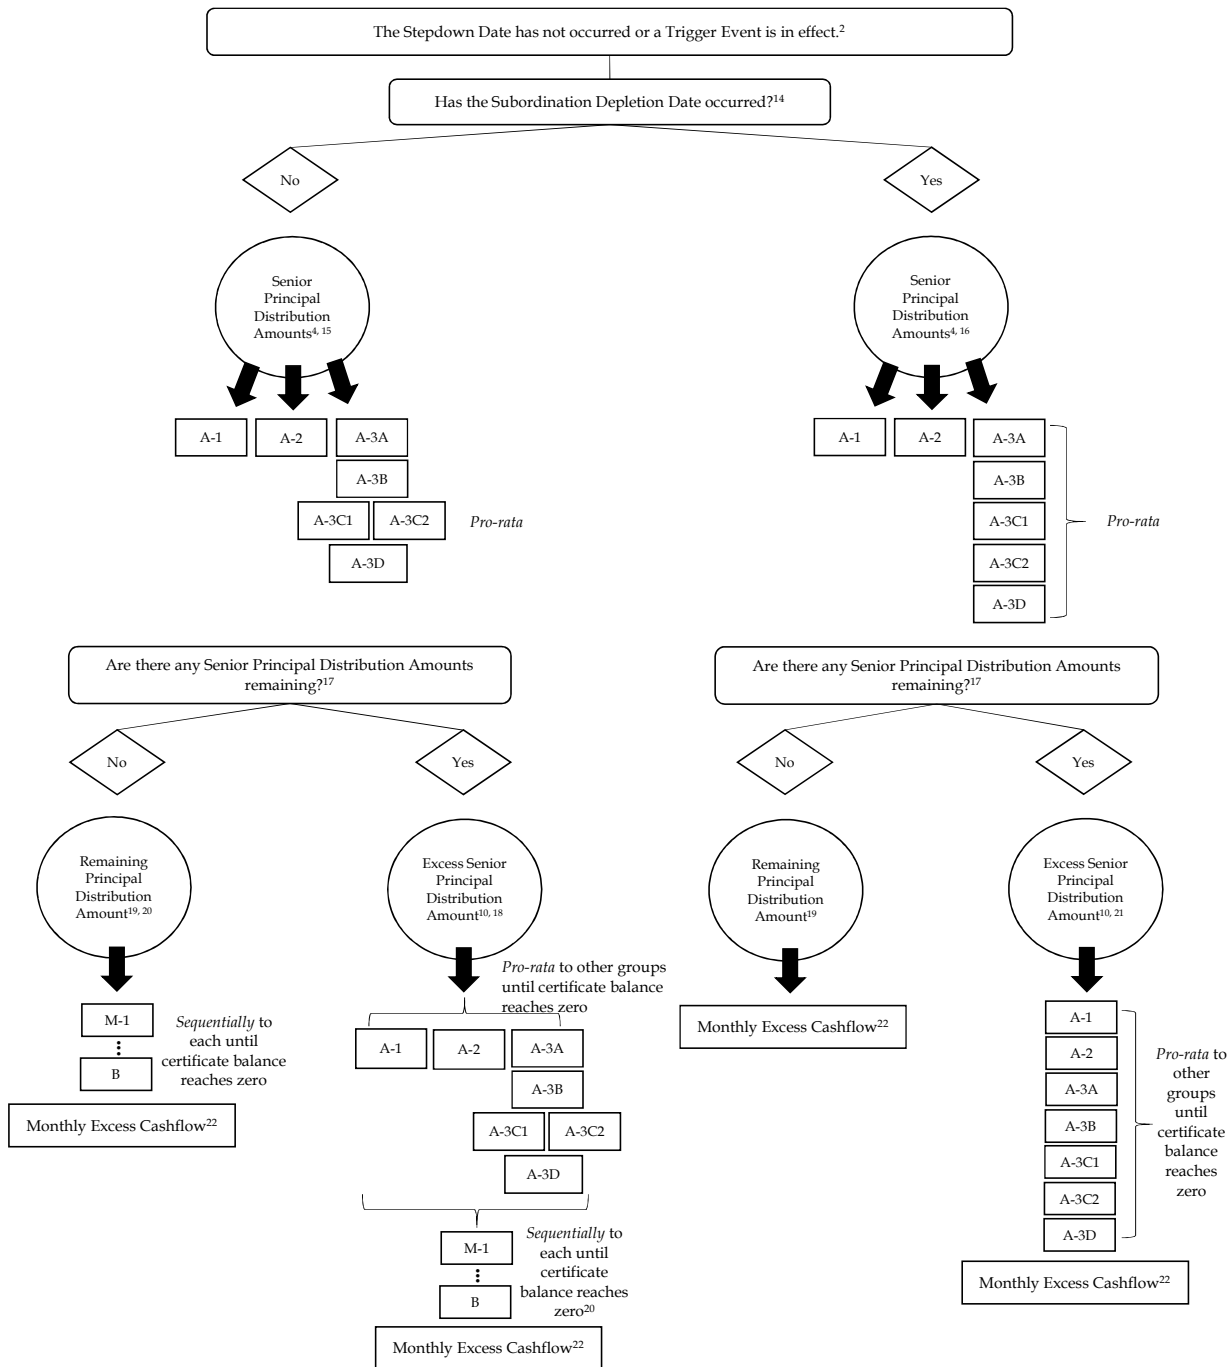 The Stepdown Date has not occurred or a Trigger Event is in effect.2
Has the Subordination Depletion Date occurred?14
No
Yes
Senior
Principal
Distribution
Amounts4, 15
Senior
Principal
Distribution
Amounts4, 16
A-1
A-2
A-3A
A-3B
A-3C1
A-3C2
A-3D
Pro-rata
A-1
A-2
A-3A
A-3B
A-3C1
A-3C2
A-3D
Pro-rata
Are there any Senior Principal Distribution Amounts
remaining?17
Are there any Senior Principal Distribution Amounts
remaining?17
No
Yes
No
Yes
Remaining
Principal
Distribution
Amount19, 20
M-1
B
Sequentially to
each until
certificate balance
reaches zero
Monthly Excess Cashflow22
Excess Senior
Principal
Distribution
Amount10, 18
Pro-rata to other groups
until certificate balance
reaches zero
A-1
A-2
A-3A
A-3B
A-3C1
A-3C2
A-3D
M-1
B
Sequentially to
each until
certificate
balance reaches
zero20
Monthly Excess Cashflow22
Remaining
Principal
Distribution
Amount19
Monthly Excess Cashflow22
Excess Senior
Principal
Distribution
Amount10, 21
A-1
A-2
A-3A
A-3B
A-3C1
A-3C2
A-3D
Pro-rata to
other
groups
until
certificate
balance
reaches
zero
Monthly Excess Cashflow22